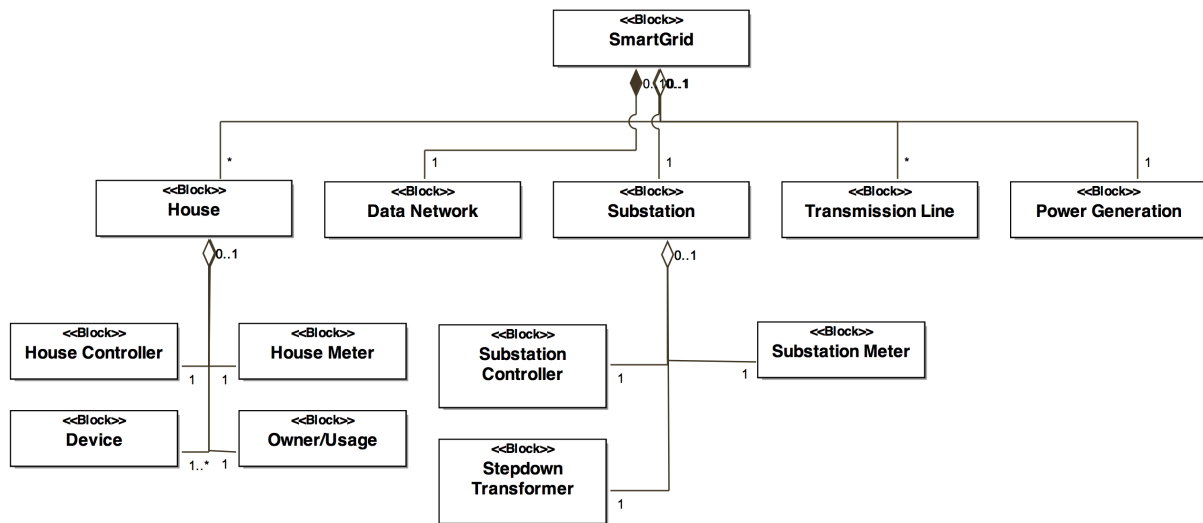 <<Block>>
SmartGrid
0..1
0..1
*
1
1
*
1
<<Block>>
House
<<Block>>
Data Network
<<Block>>
Substation
<<Block>>
Transmission Line
<<Block>>
Power Generation
0..1
0..1
<<Block>>
House Controller
<<Block>>
House Meter
<<Block>>
Substation
Controller
<<Block>>
Substation Meter
1
1
1
1
<<Block>>
Device
<<Block>>
Owner/Usage
1..*
1
<<Block>>
Stepdown
Transformer
1